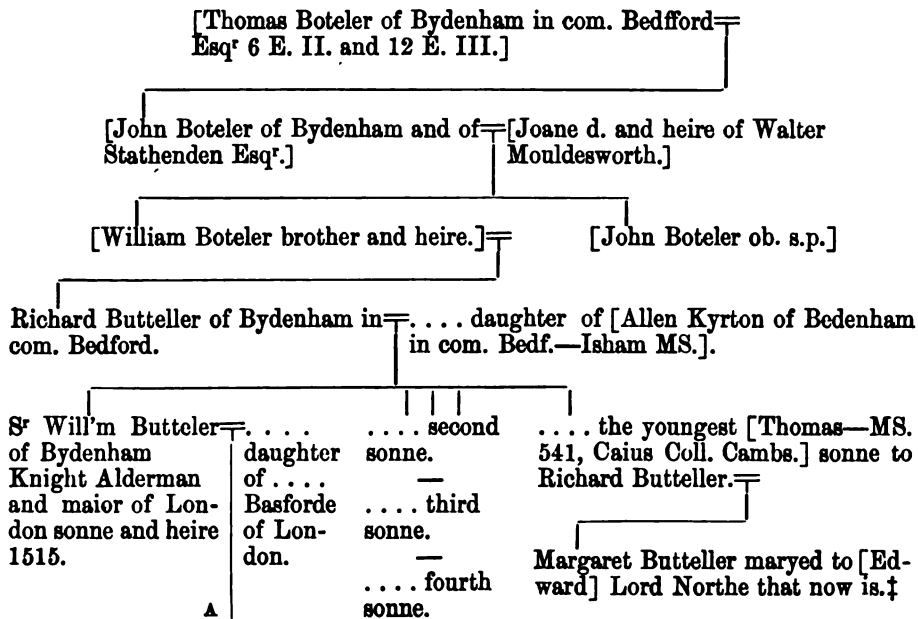 [Thomas Boteler of Bydenham in com. Bedfford
Esqʳ 6 E. II. and 12 E. III.]
[John Boteler of Bydenham and of
Stathenden Esqʳ.]
[Joane d. and heire of Walter
Mouldesworth.]
[William Boteler brother and heire.]
[John Boteler ob. s.p.]
Richard Butteller of Bydenham in
com. Bedford.
. . . . daughter of [Allen Kyrton of Bedenham
in com. Bedf.—Isham MS.].
Sʳ Will'm Butteler
of Bydenham
Knight Alderman
and maior of Lon-
don sonne and heire
1515.
A
. . . .
daughter
of . . . .
Basforde
of Lon-
don.
. . . . second
sonne.
—
. . . . third
sonne.
—
. . . . fourth
sonne.
. . . . the youngest [Thomas—MS.
541, Caius Coll. Cambs.] sonne to
Richard Butteller.
Margaret Butteller maryed to [Ed-
ward] Lord Northe that now is.‡